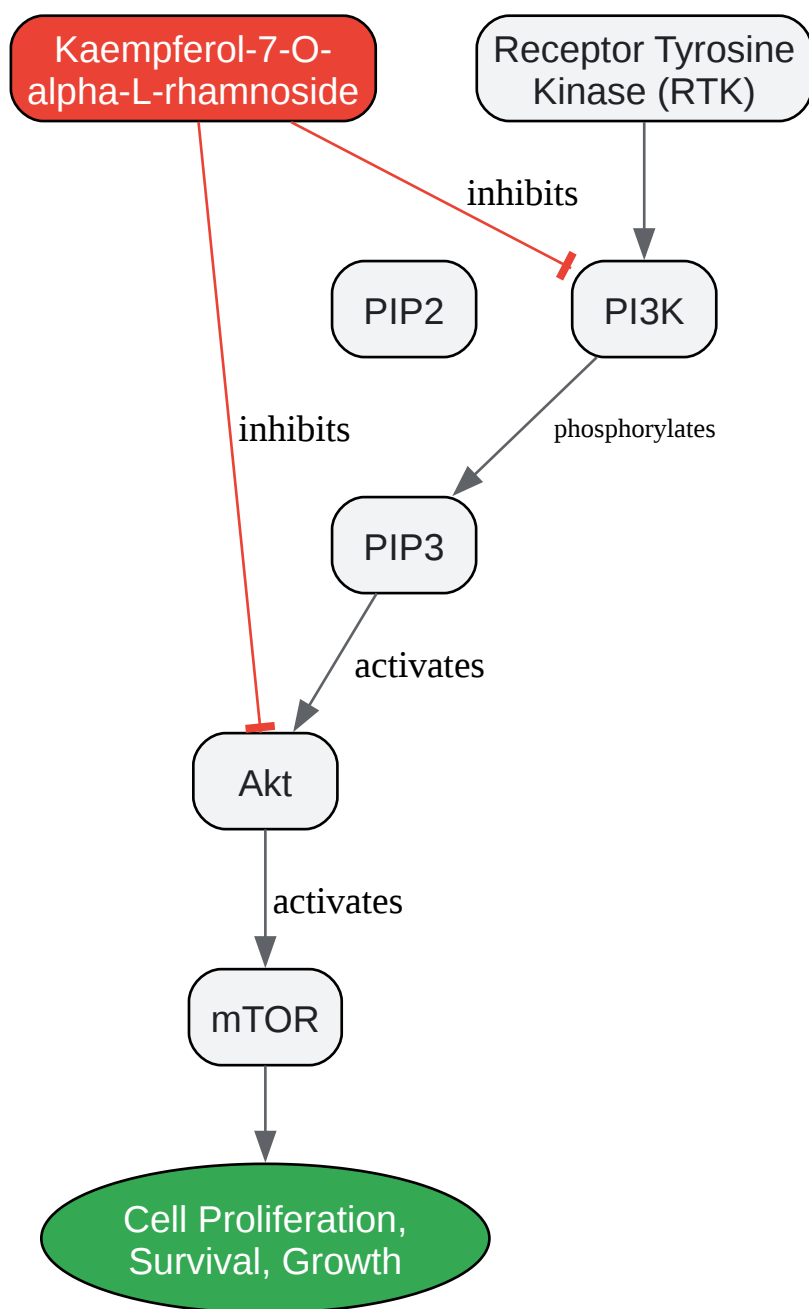 Kaempferol-7-O-
alpha-L-rhamnoside
Receptor Tyrosine
Kinase (RTK)
inhibits
PIP2
PI3K
inhibits
phosphorylates
PIP3
activates
Akt
activates
mTOR
Cell Proliferation,
Survival, Growth